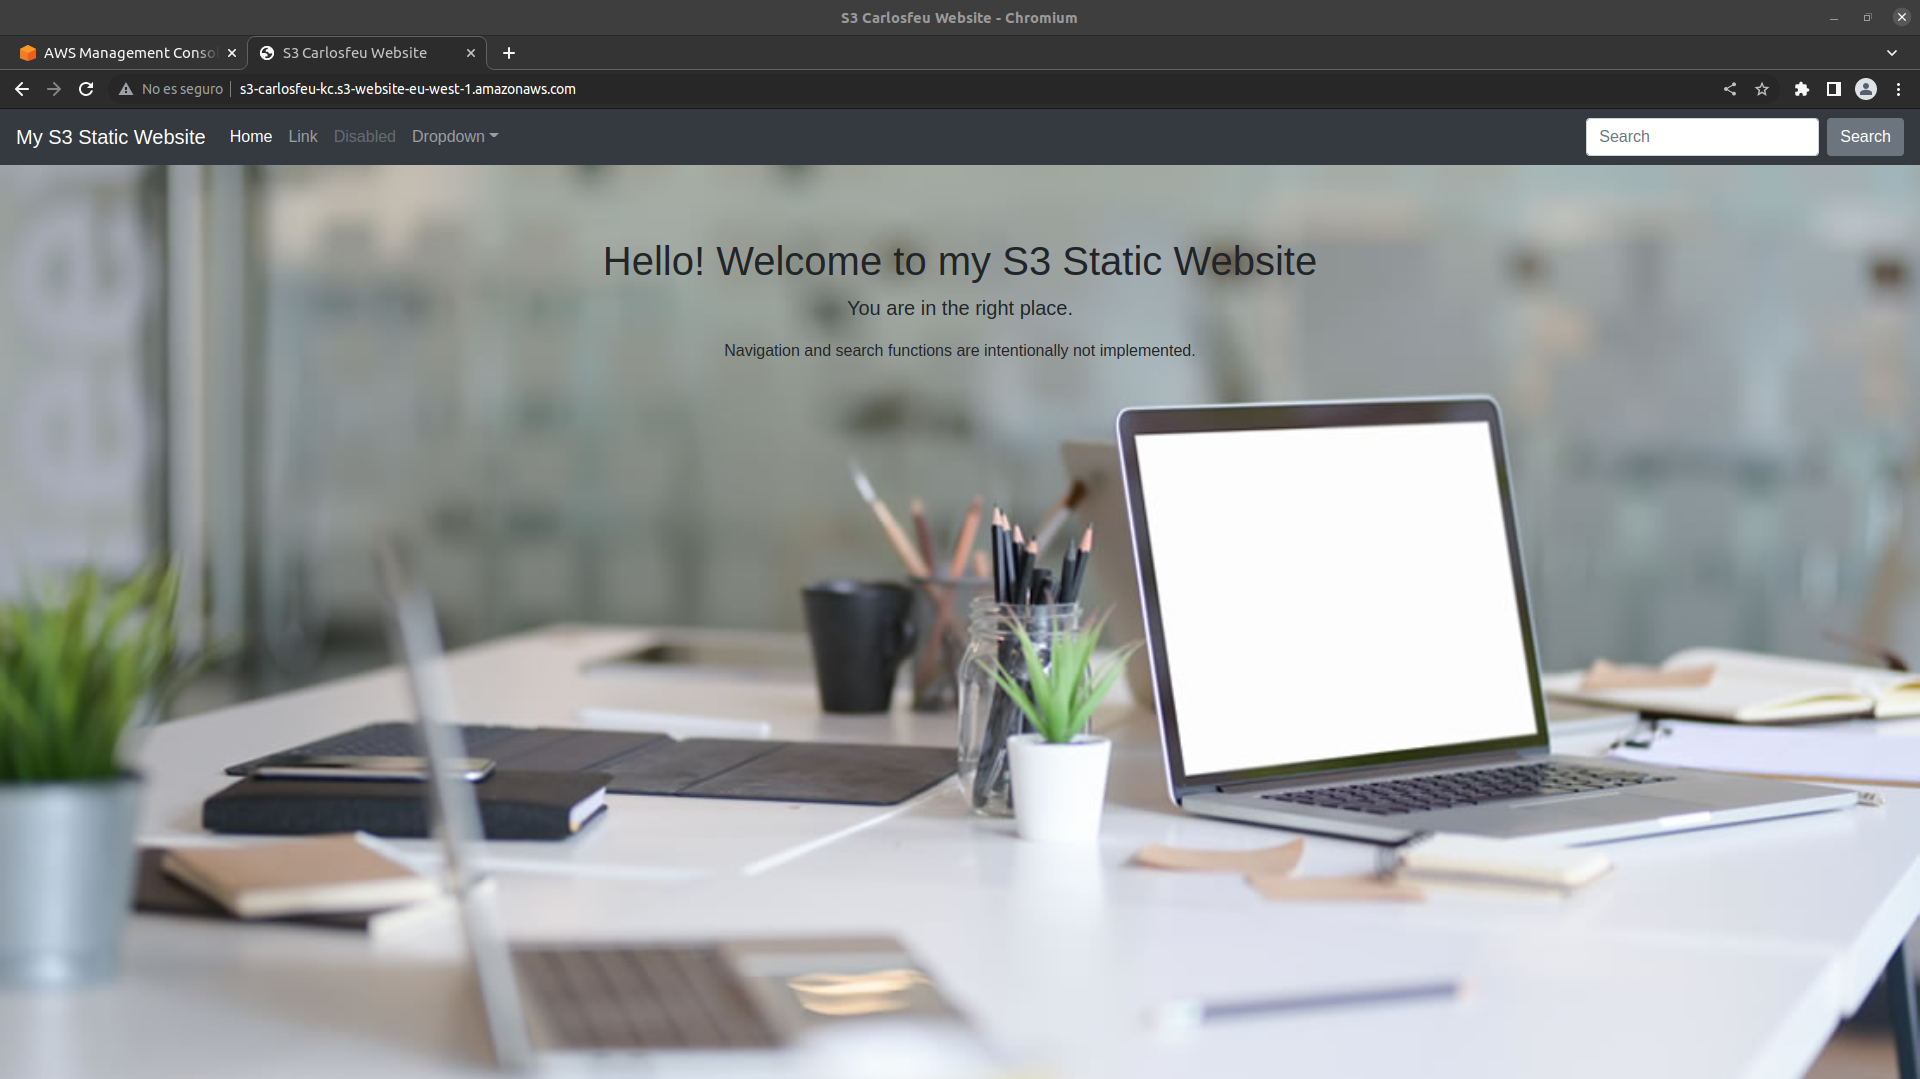 S3 Carlosfeu Website - Chromium
AWS Management Consol
S3 Carlosfeu Website
No es seguro
s3-carlosfeu-kc.s3-website-eu-west-1.amazonaws.com
My S3 Static Website
Home
Link
Disabled
Dropdown
Search
Search
Hello! Welcome to my S3 Static Website
You are in the right place.
Navigation and search functions are intentionally not implemented.